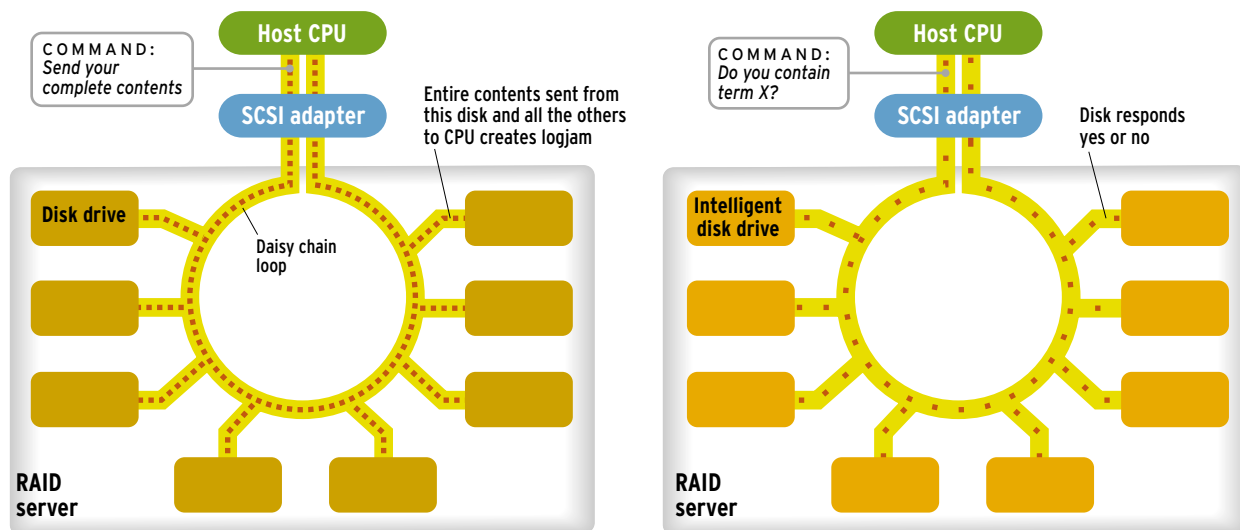 Host CPU
COMMAND:
Send your
complete contents
SCSI adapter
Entire contents sent from
this disk and all the others
to CPU creates logjam
Disk drive
Daisy chain
loop
RAID
server
Host CPU
COMMAND:
Do you contain
term X?
SCSI adapter
Disk responds
yes or no
Intelligent
disk drive
RAID
server